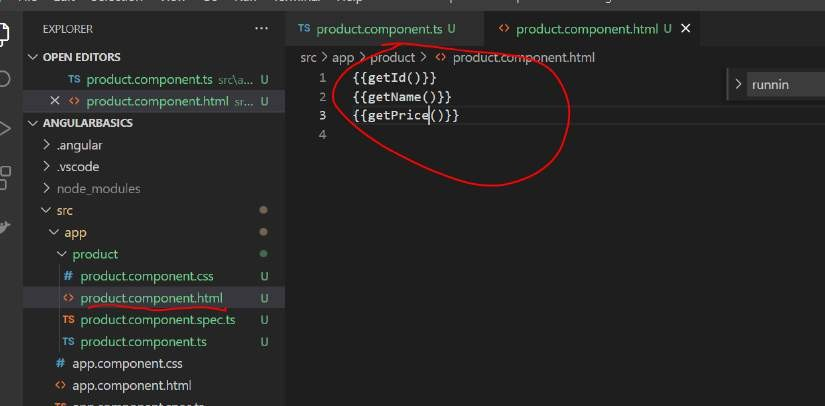 EXPLORER
OPEN EDITORS
TS product.component.ts src\a... U
product.component.html sr... U
ANGULARBASICS
.angular
.vscode
node_modules
src
app
product
# product.component.css U
<> product.component.html U
TS product.component.spec.ts U
TS product.component.ts U
# app.component.css
<> app.component.html
TS product.component.ts U
<> product.component.html U
src > app > product > <> product.component.html
1 {{getId()}}
2 {{getName()}}
3 {{getPrice()}}
4
runnin